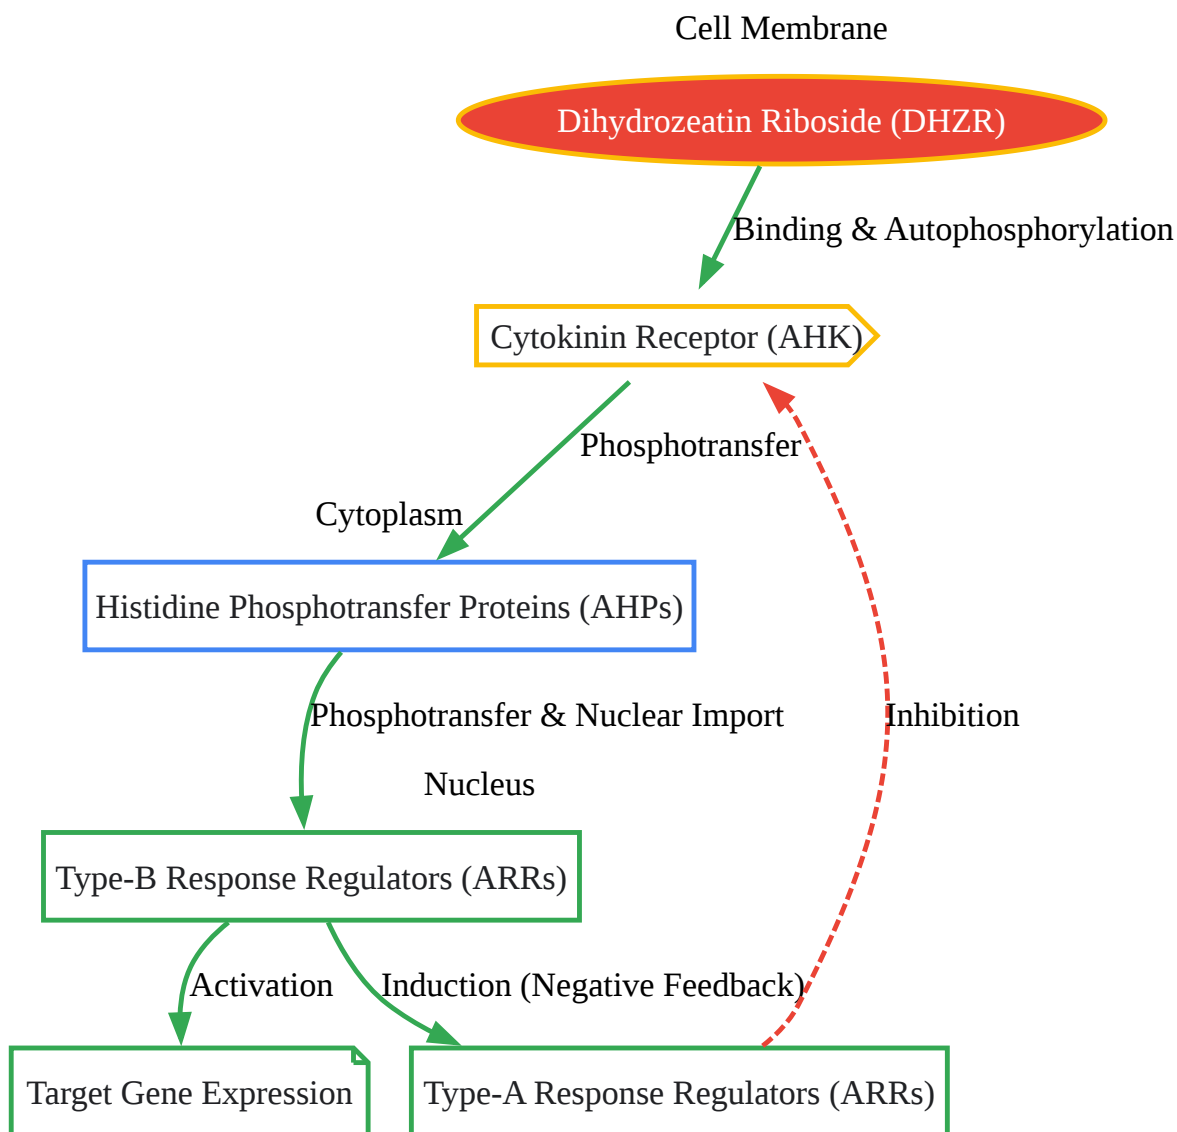 Cell Membrane
Dihydrozeatin Riboside (DHZR)
Binding & Autophosphorylation
Cytokinin Receptor (AHK)
Phosphotransfer
Cytoplasm
Histidine Phosphotransfer Proteins (AHPs)
Phosphotransfer & Nuclear Import
Inhibition
Nucleus
Type-B Response Regulators (ARRs)
Activation
Induction (Negative Feedback)
Target Gene Expression
Type-A Response Regulators (ARRs)